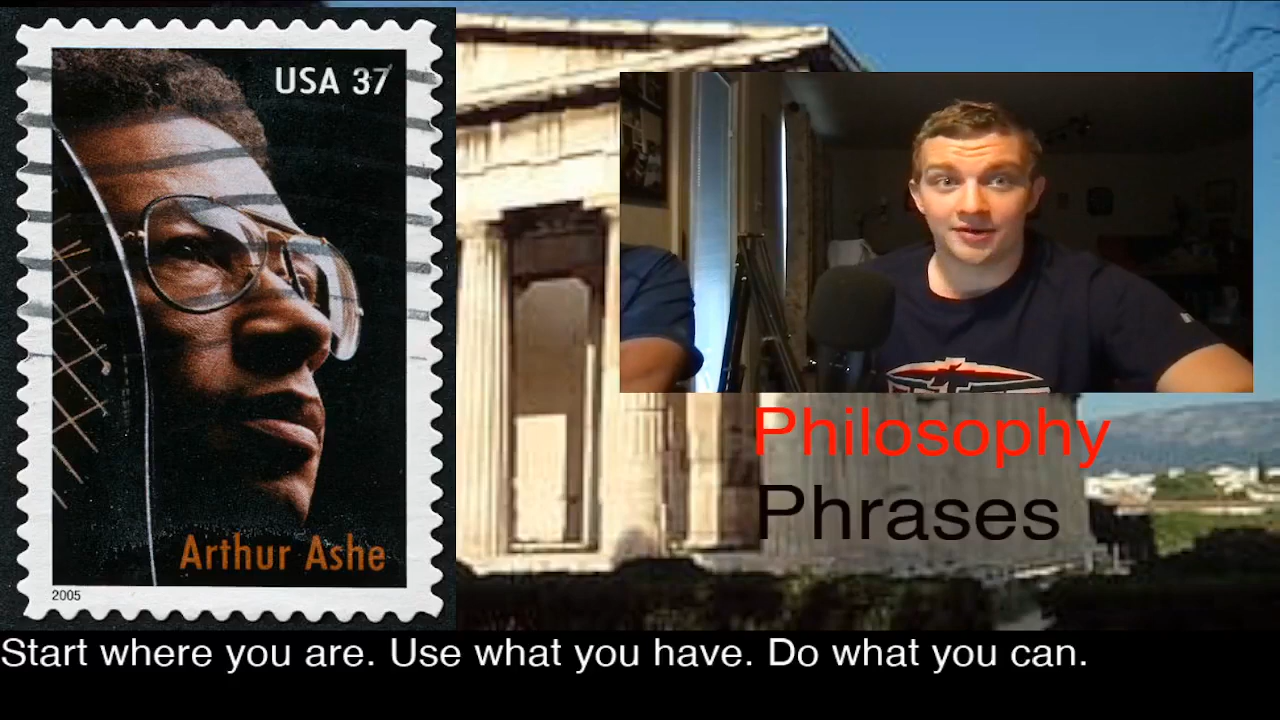 USA 37
Arthur Ashe
2005
Philosophy
Phrases
Start where you are. Use what you have. Do what you can.